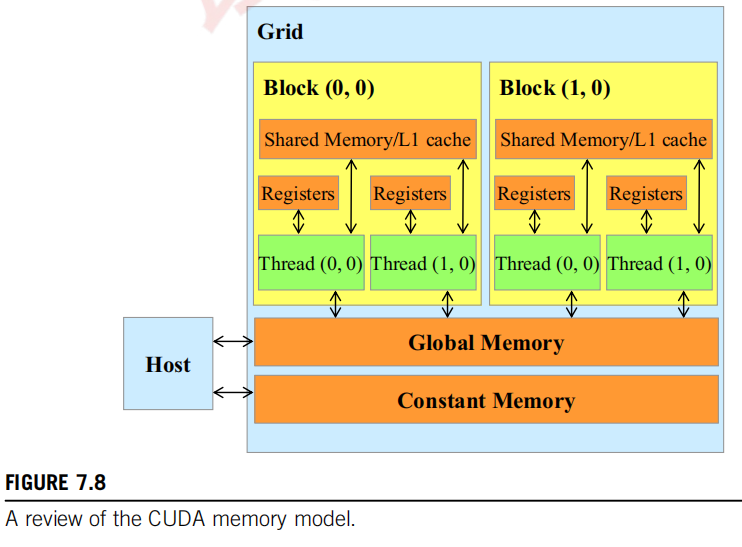 Grid
Block (0, 0)
Block (1, 0)
Shared Memory/L1 cache
Shared Memory/L1 cache
Registers
Registers
Registers
Registers
Thread (0, 0)
Thread (1, 0)
Thread (0, 0)
Thread (1, 0)
Host
Global Memory
Constant Memory
FIGURE 7.8
A review of the CUDA memory model.